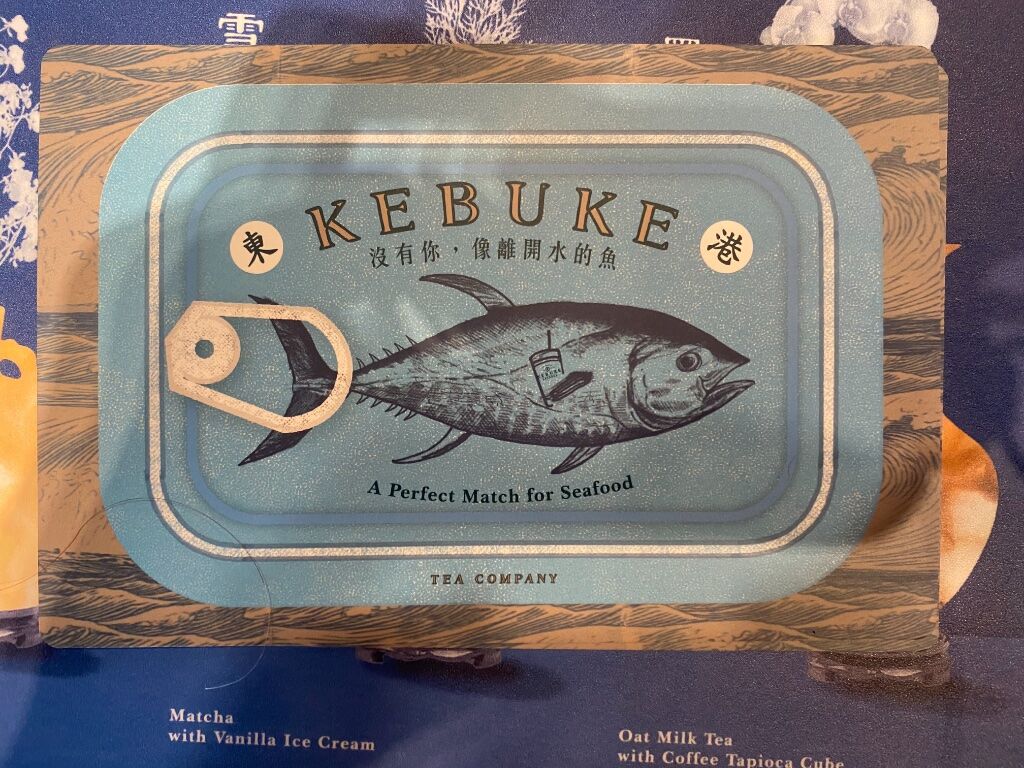 雪
KEBUKE
東
港
沒有你，像離開水的魚
A Perfect Match for Seafood
TEA COMPANY
Matcha
with Vanilla Ice Cream
Oat Milk Tea
with Coffee Tapioca Cube